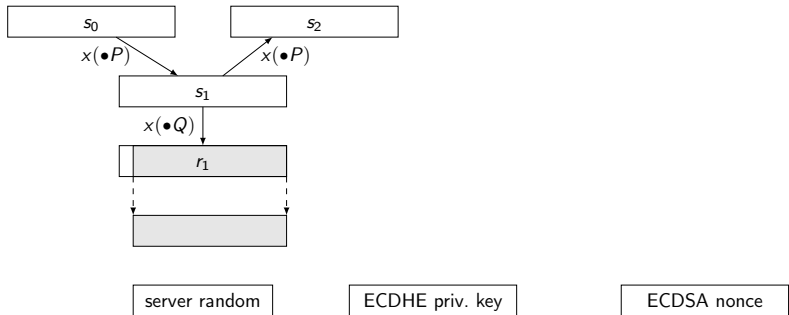 s₀ s₂
x(•P) x(•P)
s₁
x(•Q)
r₁
server random ECDHE priv. key ECDSA nonce